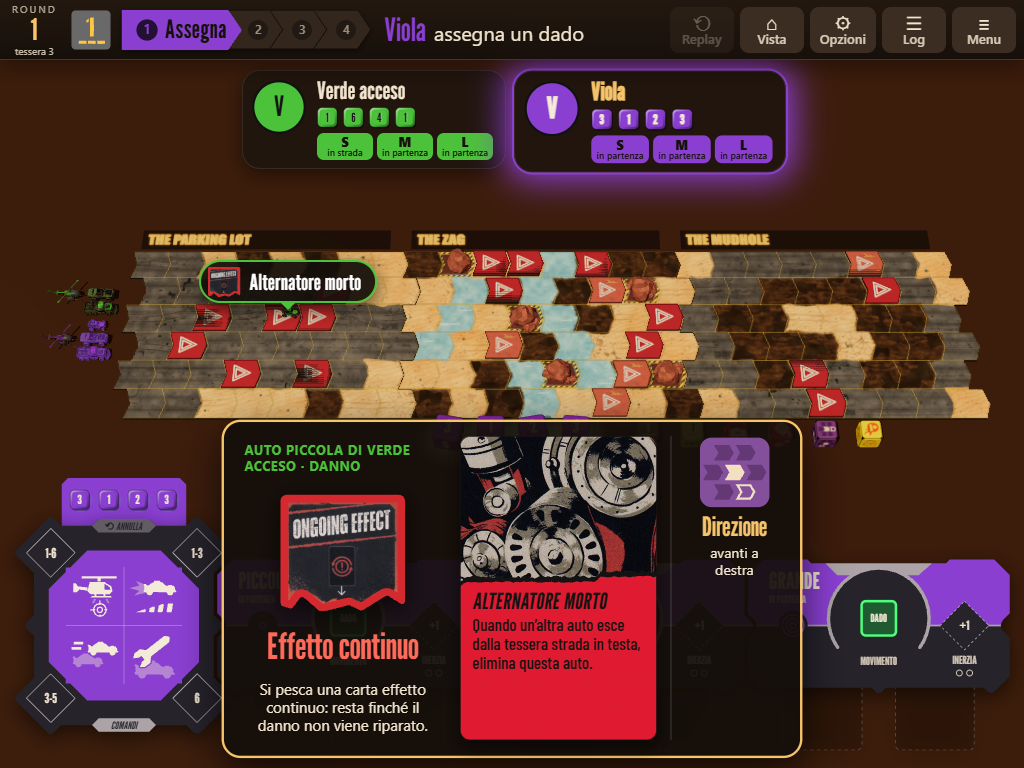 ROUND
1
tessera 3
1
1 Assegna 2 3 4
Viola assegna un dado
Replay
Vista
Opzioni
Log
Menu
V
Verde acceso
1 6 4 1
S in strada
M in partenza
L in partenza
V
Viola
3 1 2 3
S in partenza
M in partenza
L in partenza
THE PARKING LOT
THE ZAG
THE MUDHOLE
Alternatore morto
AUTO PICCOLA DI VERDE
ACCESO · DANNO
ONGOING EFFECT
Effetto continuo
Si pesca una carta effetto
continuo: resta finché il
danno non viene riparato.
ALTERNATORE MORTO
Quando un'altra auto esce
dalla tessera strada in testa,
elimina questa auto.
Direzione
avanti a
destra
3 1 2 3
ANNULLA
1-6
1-3
3-5
6
COMANDI
GRANDE
DADO
MOVIMENTO
+1
INERZIA